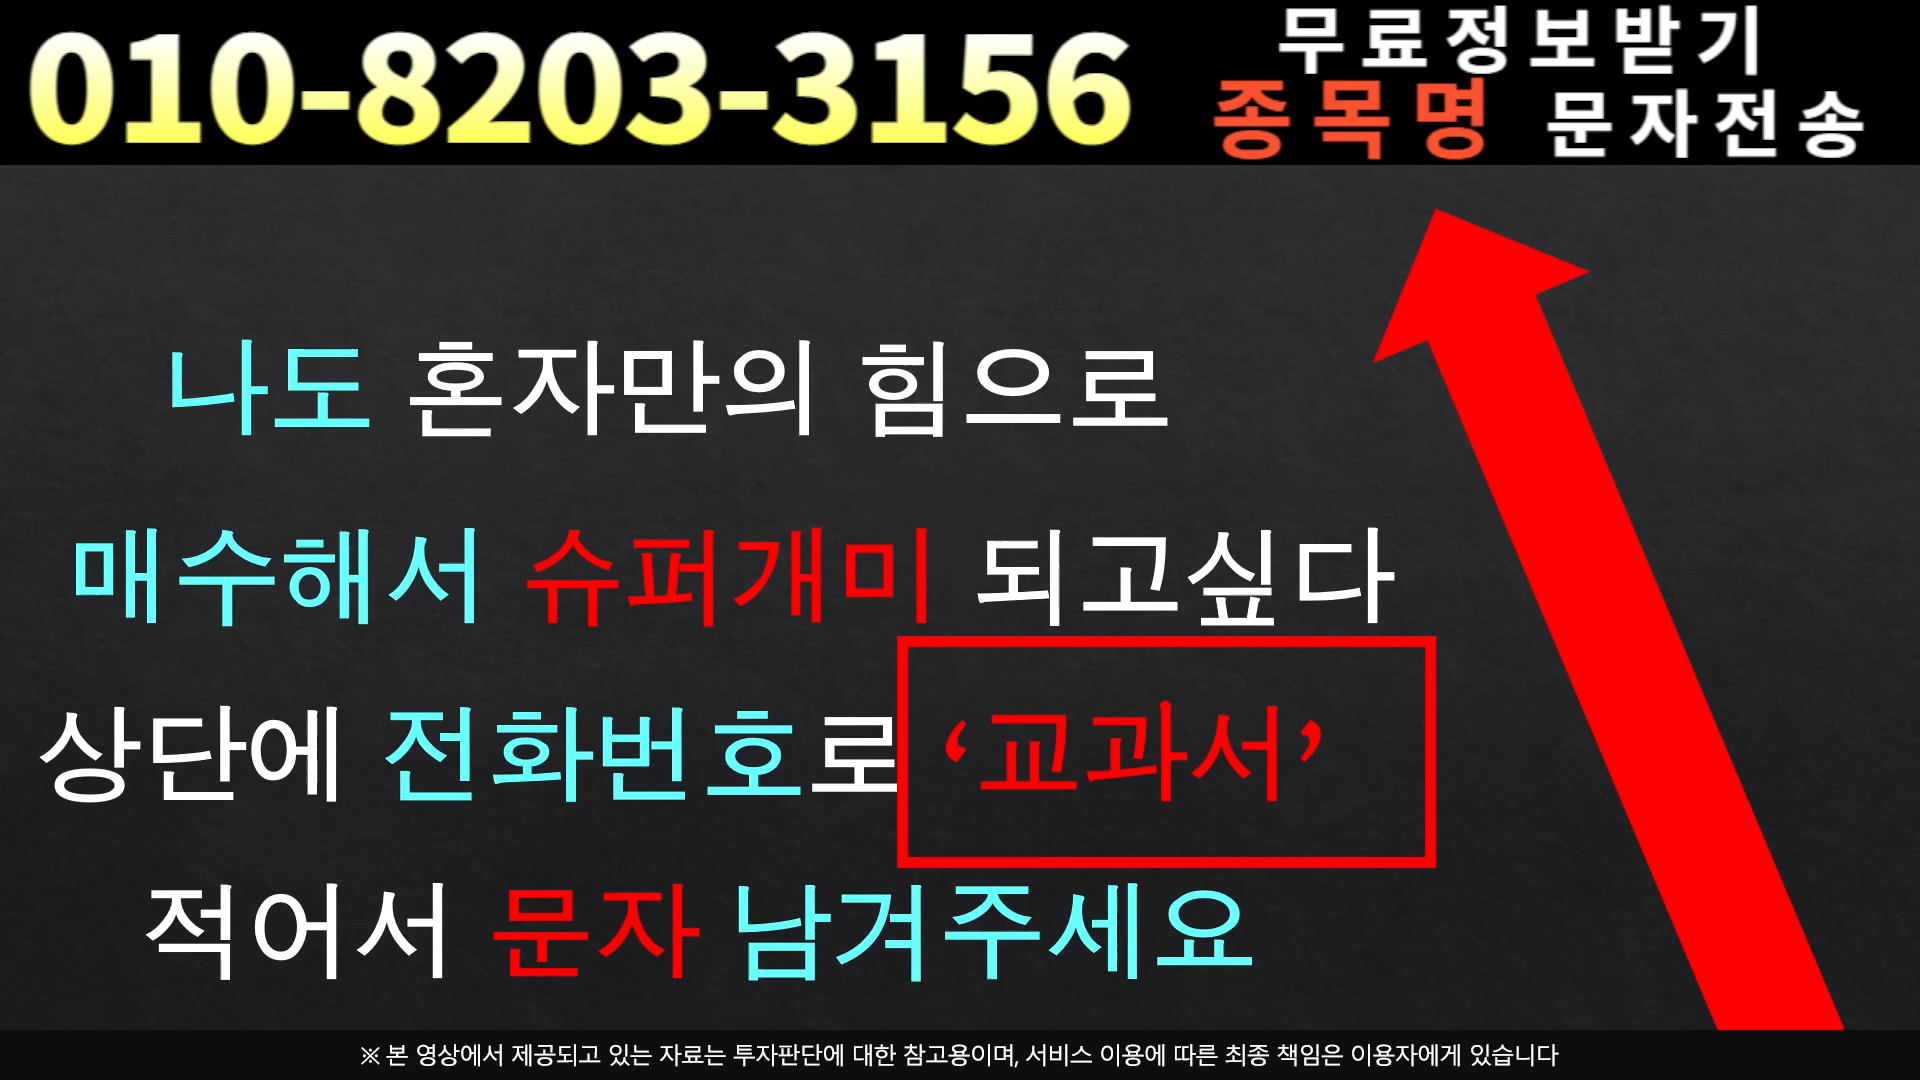 010-8203-3156
무료정보받기
종목명 문자전송
나도 혼자만의 힘으로
매수해서 슈퍼개미 되고싶다
상단에 전화번호로 ‘교과서’
적어서 문자 남겨주세요
※ 본 영상에서 제공되고 있는 자료는 투자판단에 대한 참고용이며, 서비스 이용에 따른 최종 책임은 이용자에게 있습니다